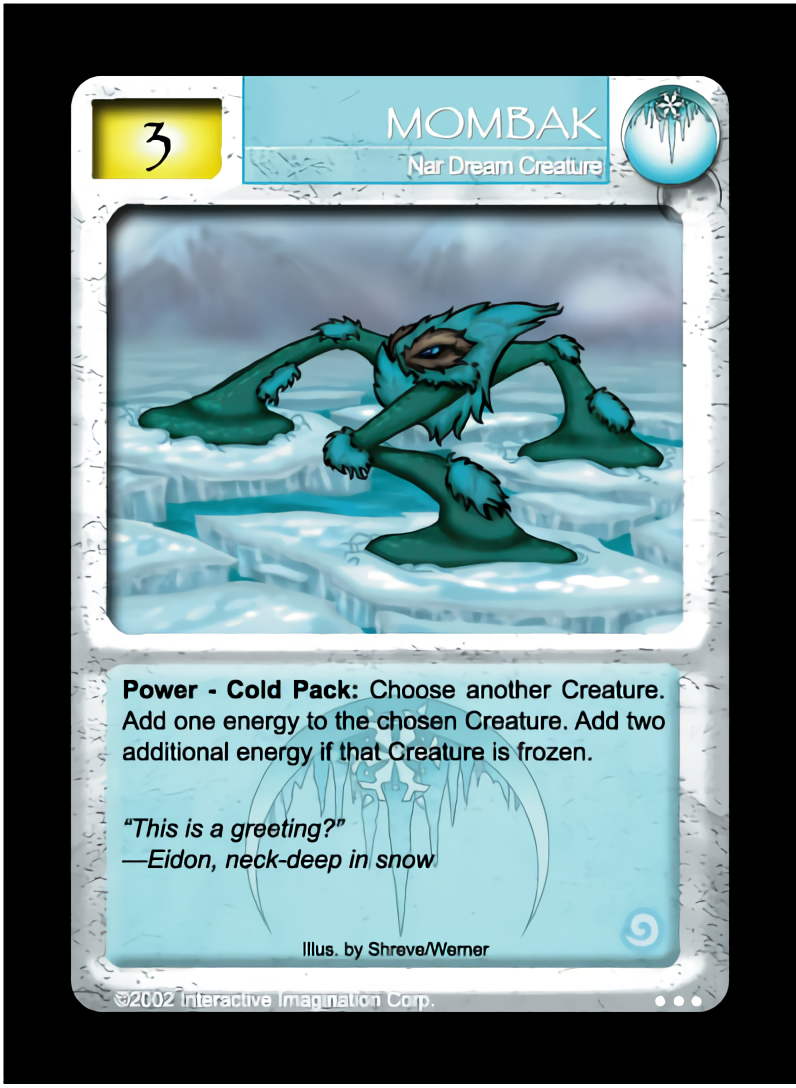 3
MOMBAK
Nar Dream Creature
Power - Cold Pack: Choose another Creature.
Add one energy to the chosen Creature. Add two
additional energy if that Creature is frozen.
"This is a greeting?"
—Eidon, neck-deep in snow
Illus. by Shreve/Werner
©2002 Interactive Imagination Corp.